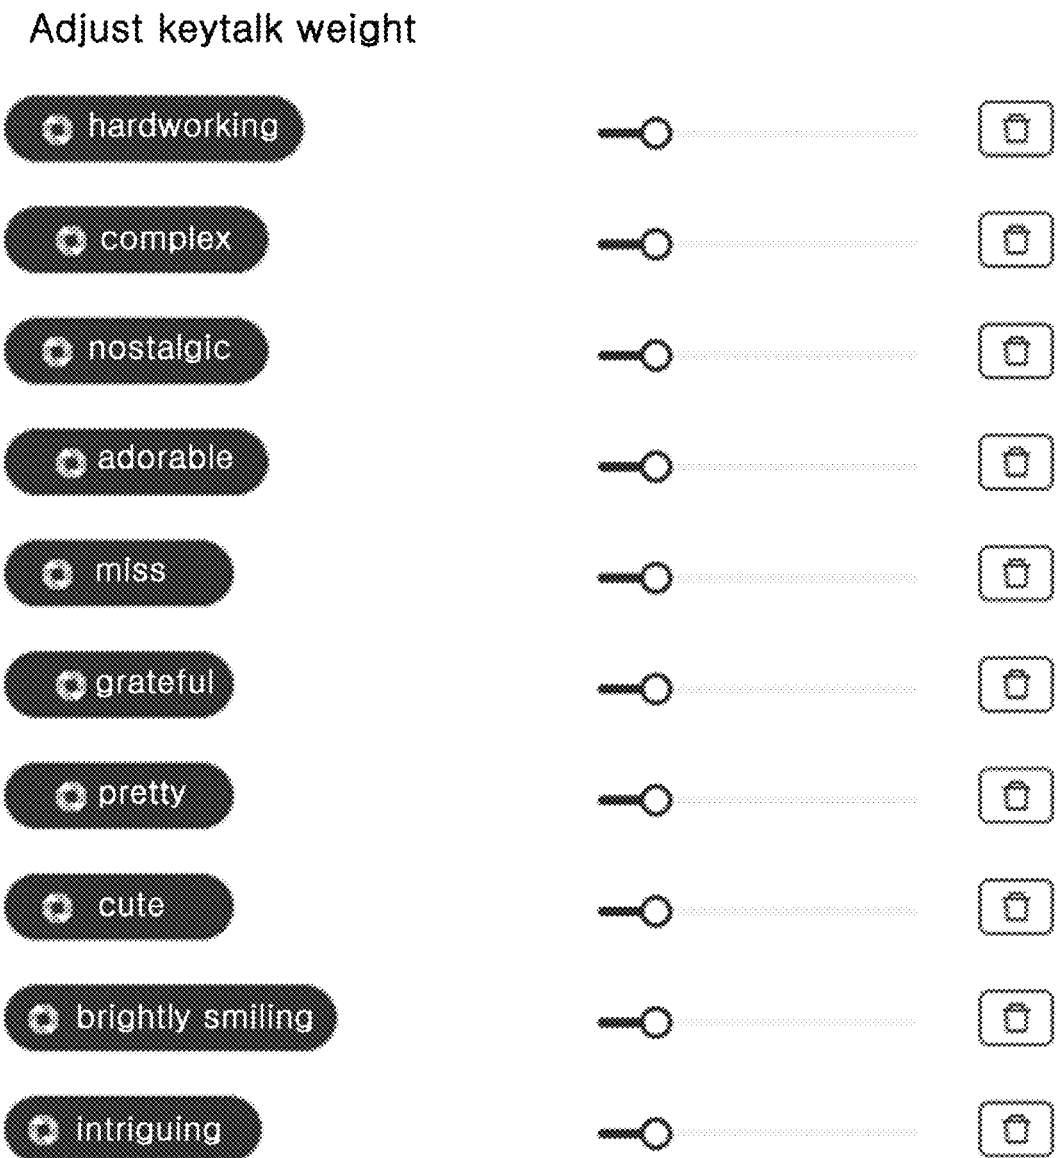 Adjust keytalk weight
hardworking
complex
nostalgic
adorable
miss
grateful
pretty
cute
brightly smiling
intriguing